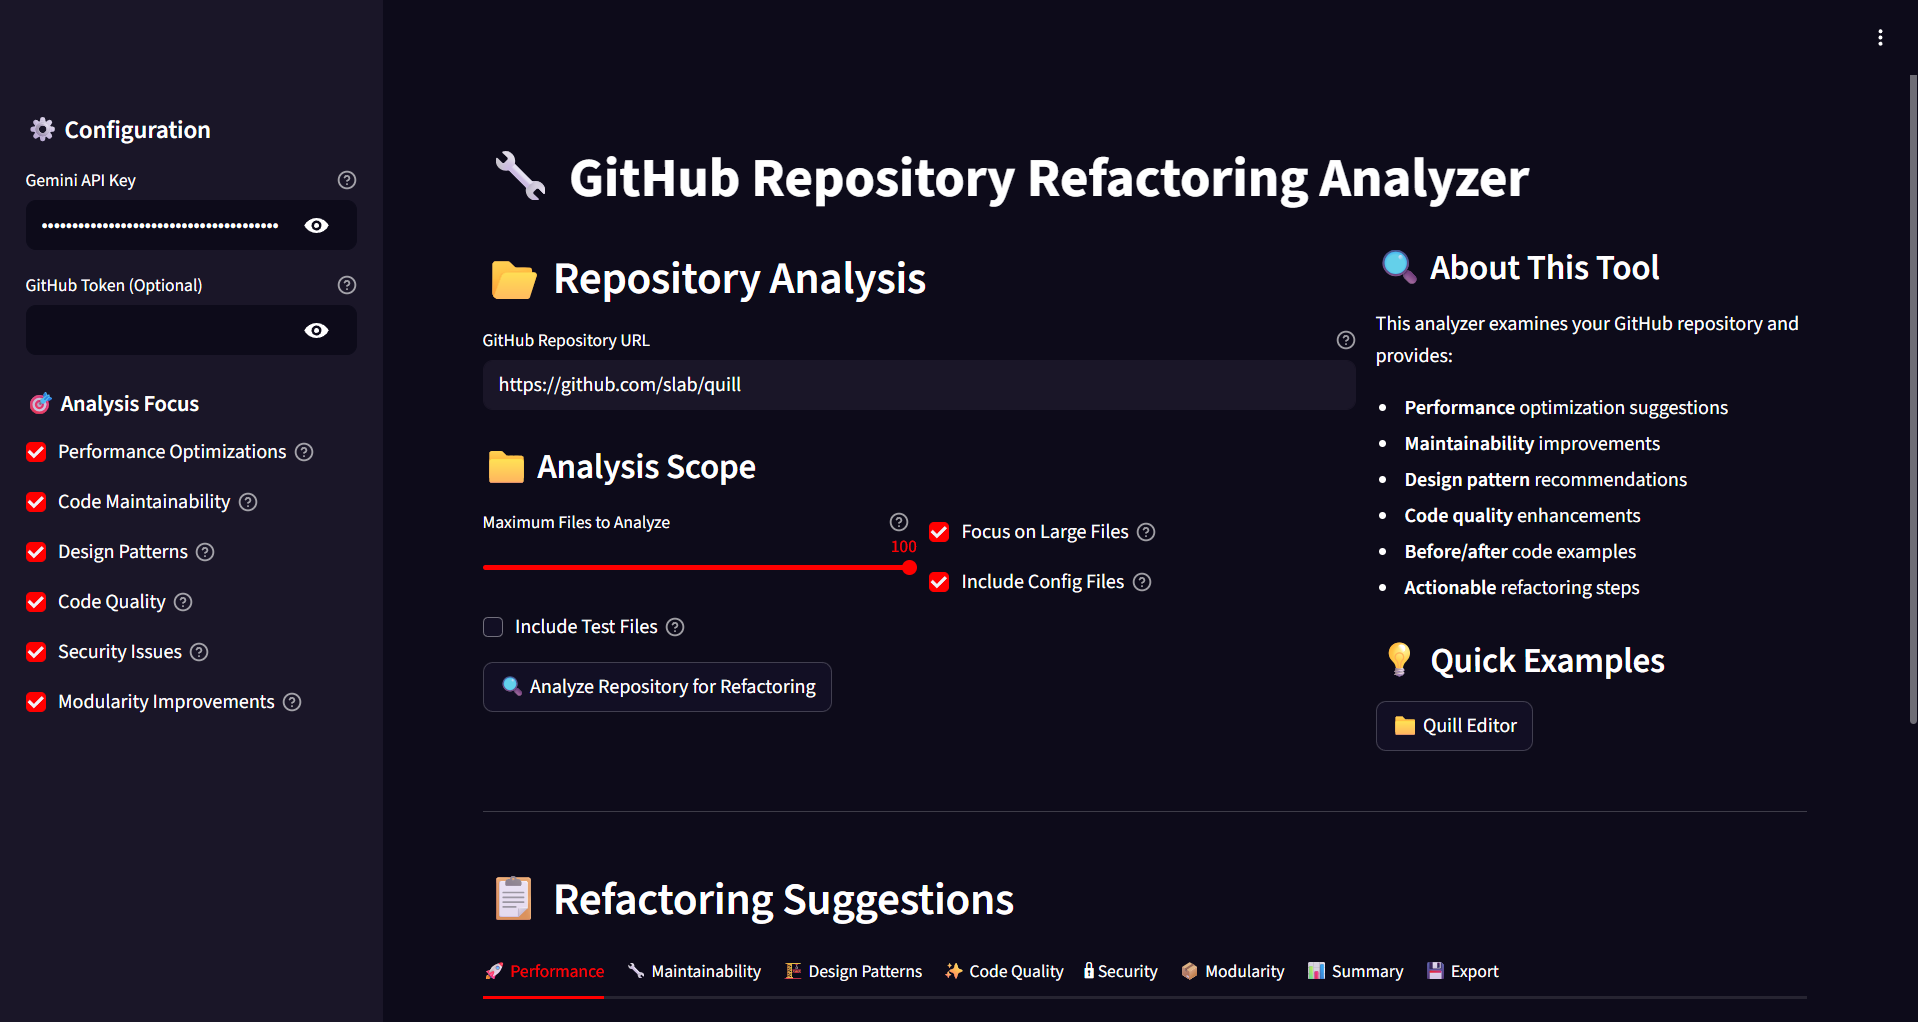 Configuration
Gemini API Key
••••••••••••••••••••••••••••••••••••••
GitHub Token (Optional)
Analysis Focus
Performance Optimizations
Code Maintainability
Design Patterns
Code Quality
Security Issues
Modularity Improvements
GitHub Repository Refactoring Analyzer
Repository Analysis
GitHub Repository URL
https://github.com/slab/quill
Analysis Scope
Maximum Files to Analyze
100
Focus on Large Files
Include Config Files
Include Test Files
Analyze Repository for Refactoring
About This Tool
This analyzer examines your GitHub repository and
provides:
• Performance optimization suggestions
• Maintainability improvements
• Design pattern recommendations
• Code quality enhancements
• Before/after code examples
• Actionable refactoring steps
Quick Examples
Quill Editor
Refactoring Suggestions
Performance Maintainability Design Patterns Code Quality Security Modularity Summary Export